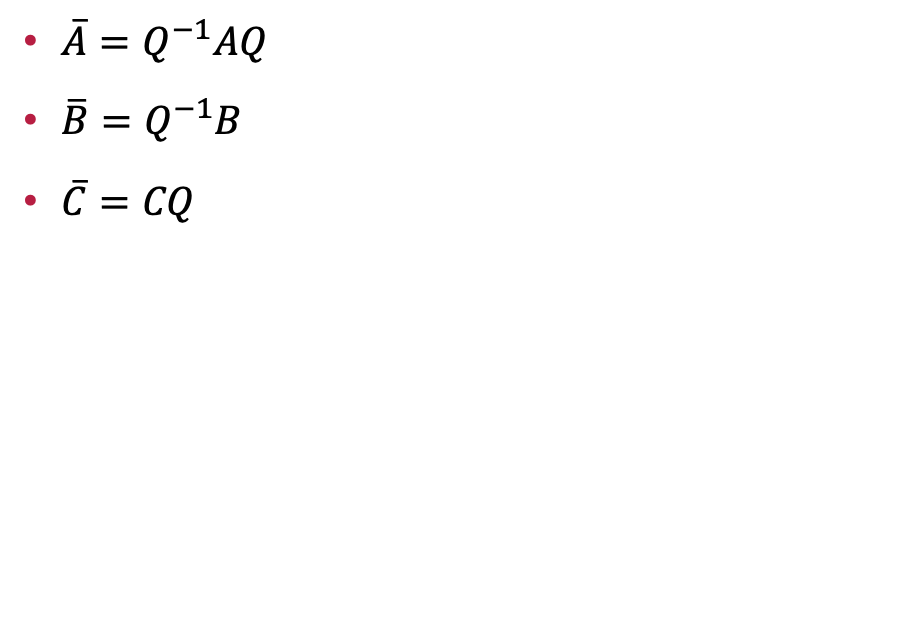 • Ā = Q⁻¹AQ
• B̄ = Q⁻¹B
• C̄ = CQ